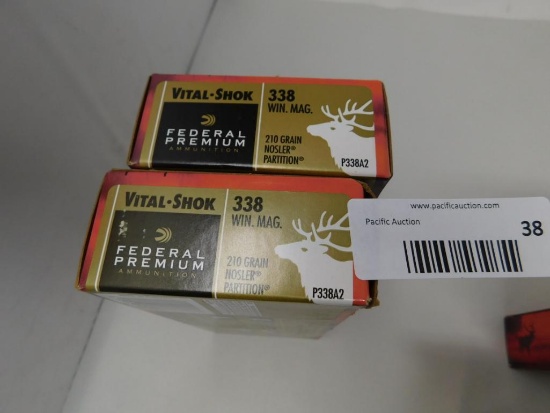 VITAL-SHOK
FEDERAL
PREMIUM
AMMUNITION
338
WIN. MAG.
210 GRAIN
NOSLER®
PARTITION®
P338A2
VITAL-SHOK
FEDERAL
PREMIUM
AMMUNITION
338
WIN. MAG.
210 GRAIN
NOSLER®
PARTITION®
P338A2
www.pacificauction.com
Pacific Auction
38